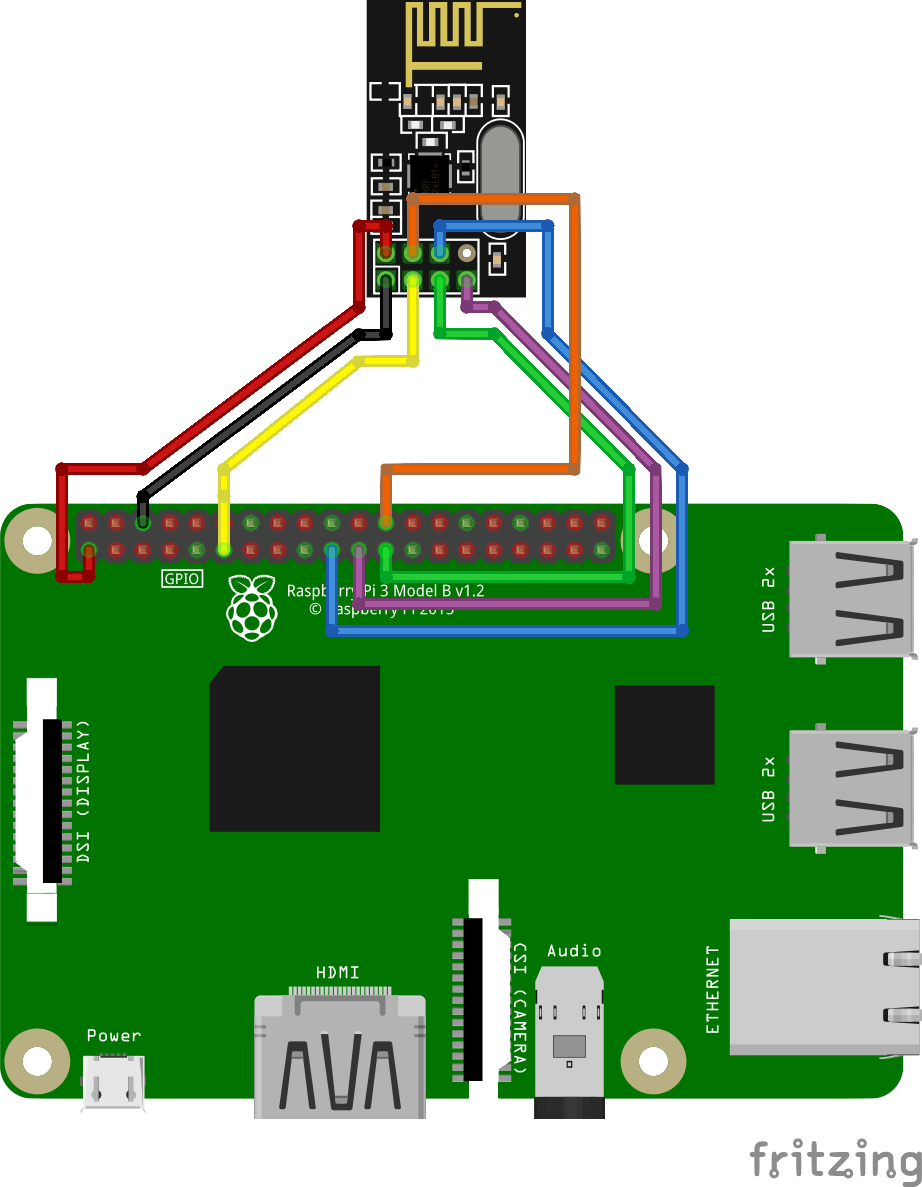 GPIO
Raspberry Pi 3 Model B v1.2
© Raspberry Pi 2015
USB 2x
DSI (DISPLAY)
USB 2x
HDMI
CSI (CAMERA)
Audio
ETHERNET
Power
fritzing